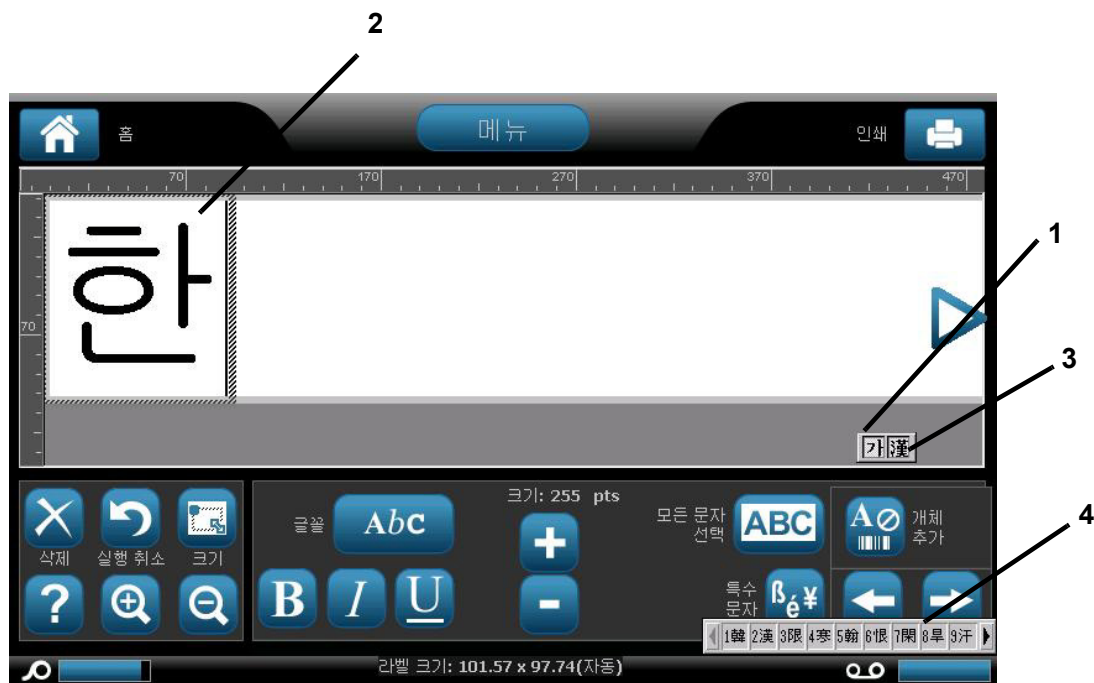 2
홈
메뉴
인쇄
70 170 270 370 470
1
한
70
3
가 漢
크기: 255 pts
글꼴
AbC
모든 문자
선택
ABC
A
개체
추가
4
삭제
실행 취소
크기
?
B I U
특수
문자
ß é ¥
1韓 2漢 3限 4寒 5翰 6恨 7閑 8旱 9汗
라벨 크기: 101.57 x 97.74(자동)